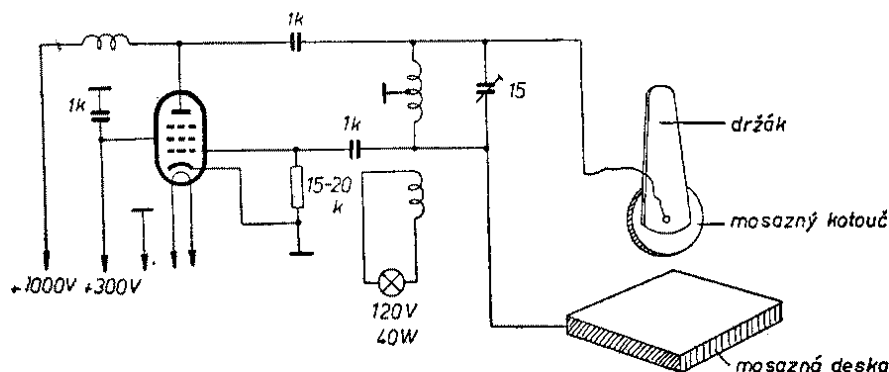 1k
1k
15
držák
1k
15-20
k
mosazný kotouč
+1000V +300V
120V
40W
mosazná deska